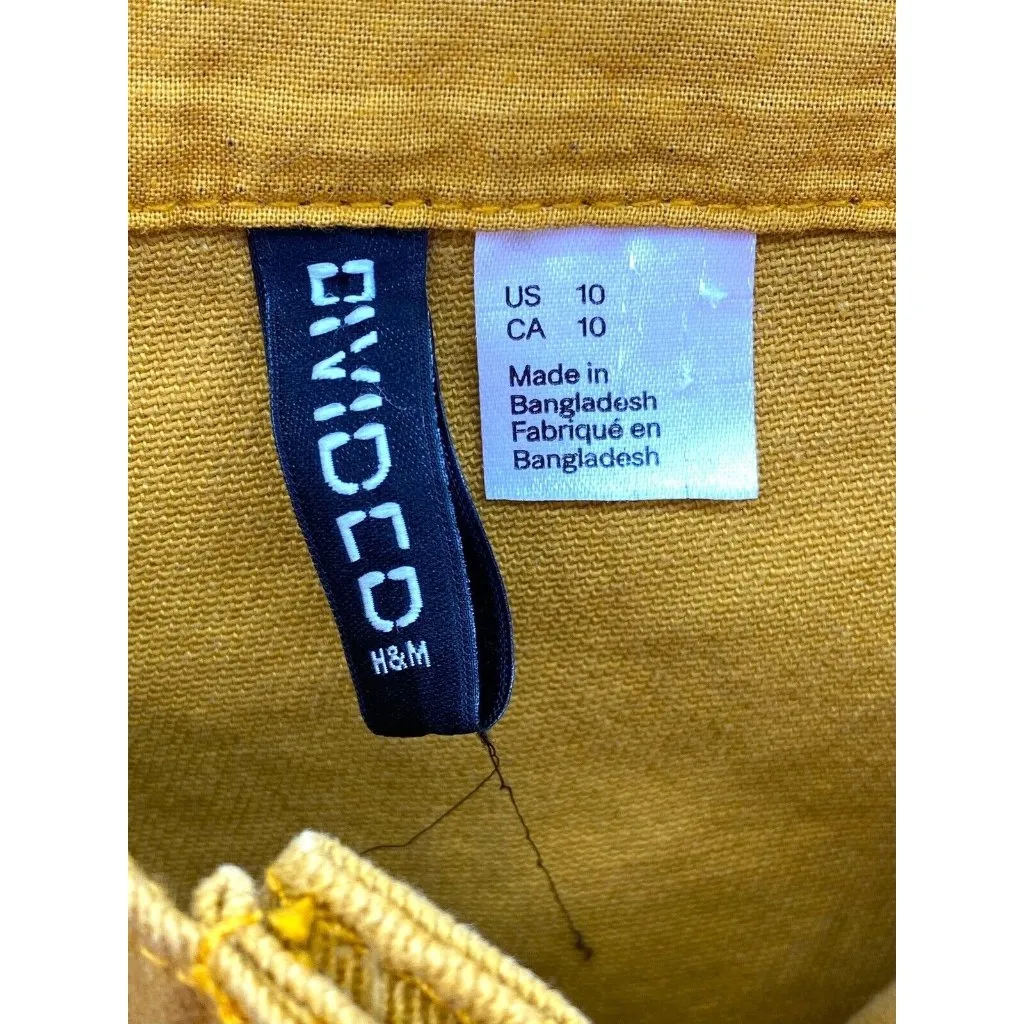 DIVIDED
H&M
US 10
CA 10
Made in
Bangladesh
Fabriqué en
Bangladesh